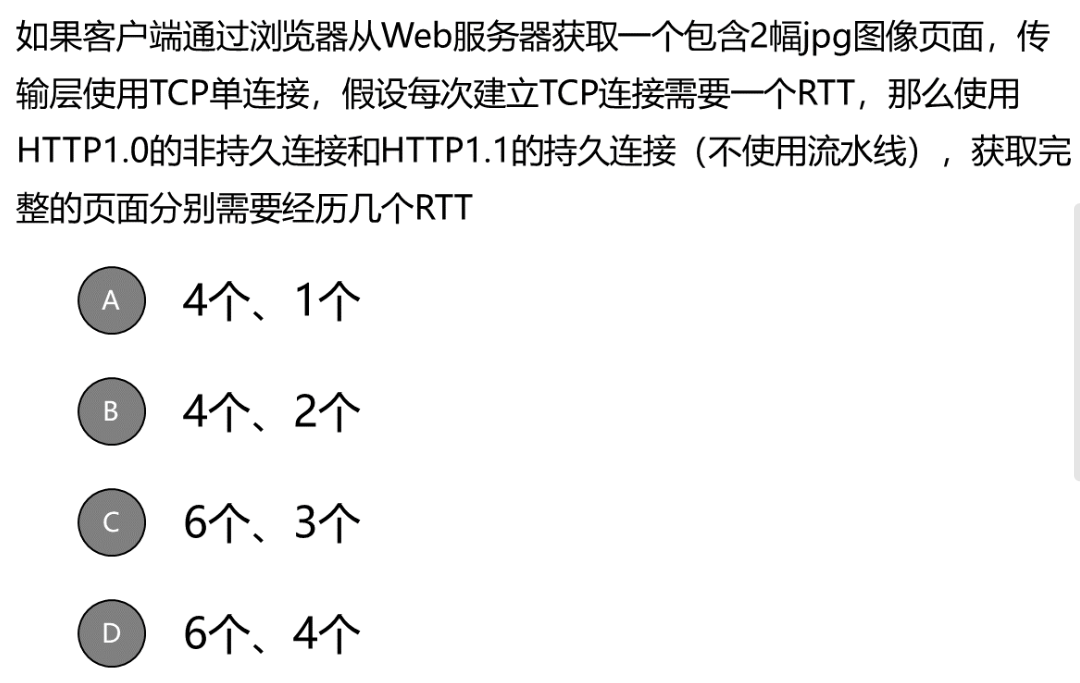 如果客户端通过浏览器从Web服务器获取一个包含2幅jpg图像页面，传
输层使用TCP单连接，假设每次建立TCP连接需要一个RTT，那么使用
HTTP1.0的非持久连接和HTTP1.1的持久连接（不使用流水线），获取完
整的页面分别需要经历几个RTT
A 4个、1个
B 4个、2个
C 6个、3个
D 6个、4个